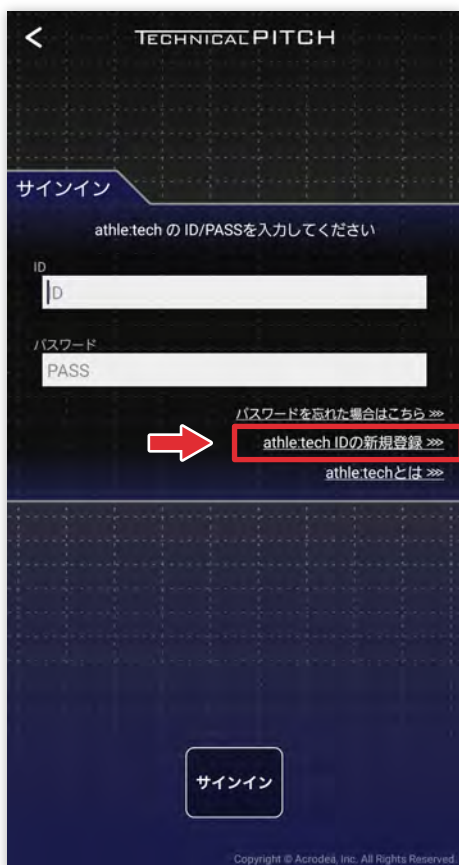 TECHNICALPITCH
サインイン
athle:tech の ID/PASSを入力してください
ID
ID
パスワード
PASS
パスワードを忘れた場合はこちら ⋙
athle:tech IDの新規登録 ⋙
athle:techとは ⋙
サインイン
Copyright © Acrodea, Inc. All Rights Reserved.